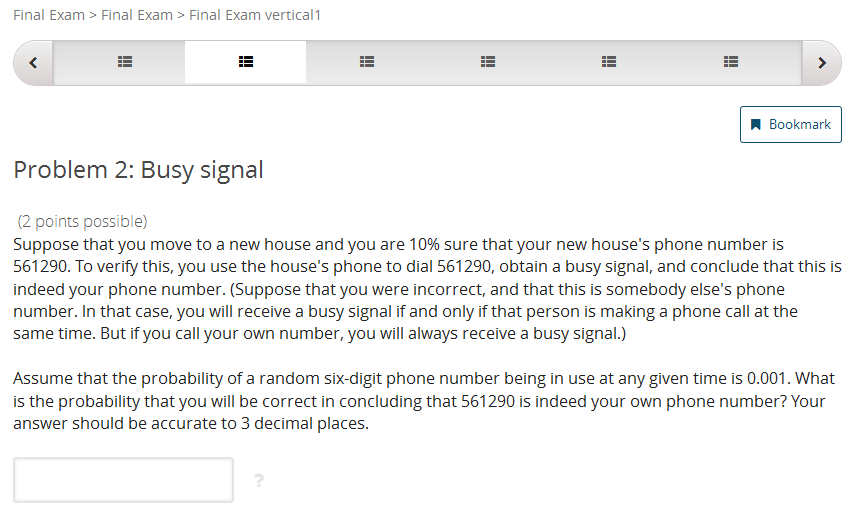 Final Exam > Final Exam > Final Exam vertical1
Bookmark
Problem 2: Busy signal
(2 points possible)
Suppose that you move to a new house and you are 10% sure that your new house's phone number is
561290. To verify this, you use the house's phone to dial 561290, obtain a busy signal, and conclude that this is
indeed your phone number. (Suppose that you were incorrect, and that this is somebody else's phone
number. In that case, you will receive a busy signal if and only if that person is making a phone call at the
same time. But if you call your own number, you will always receive a busy signal.)
Assume that the probability of a random six-digit phone number being in use at any given time is 0.001. What
is the probability that you will be correct in concluding that 561290 is indeed your own phone number? Your
answer should be accurate to 3 decimal places.
?